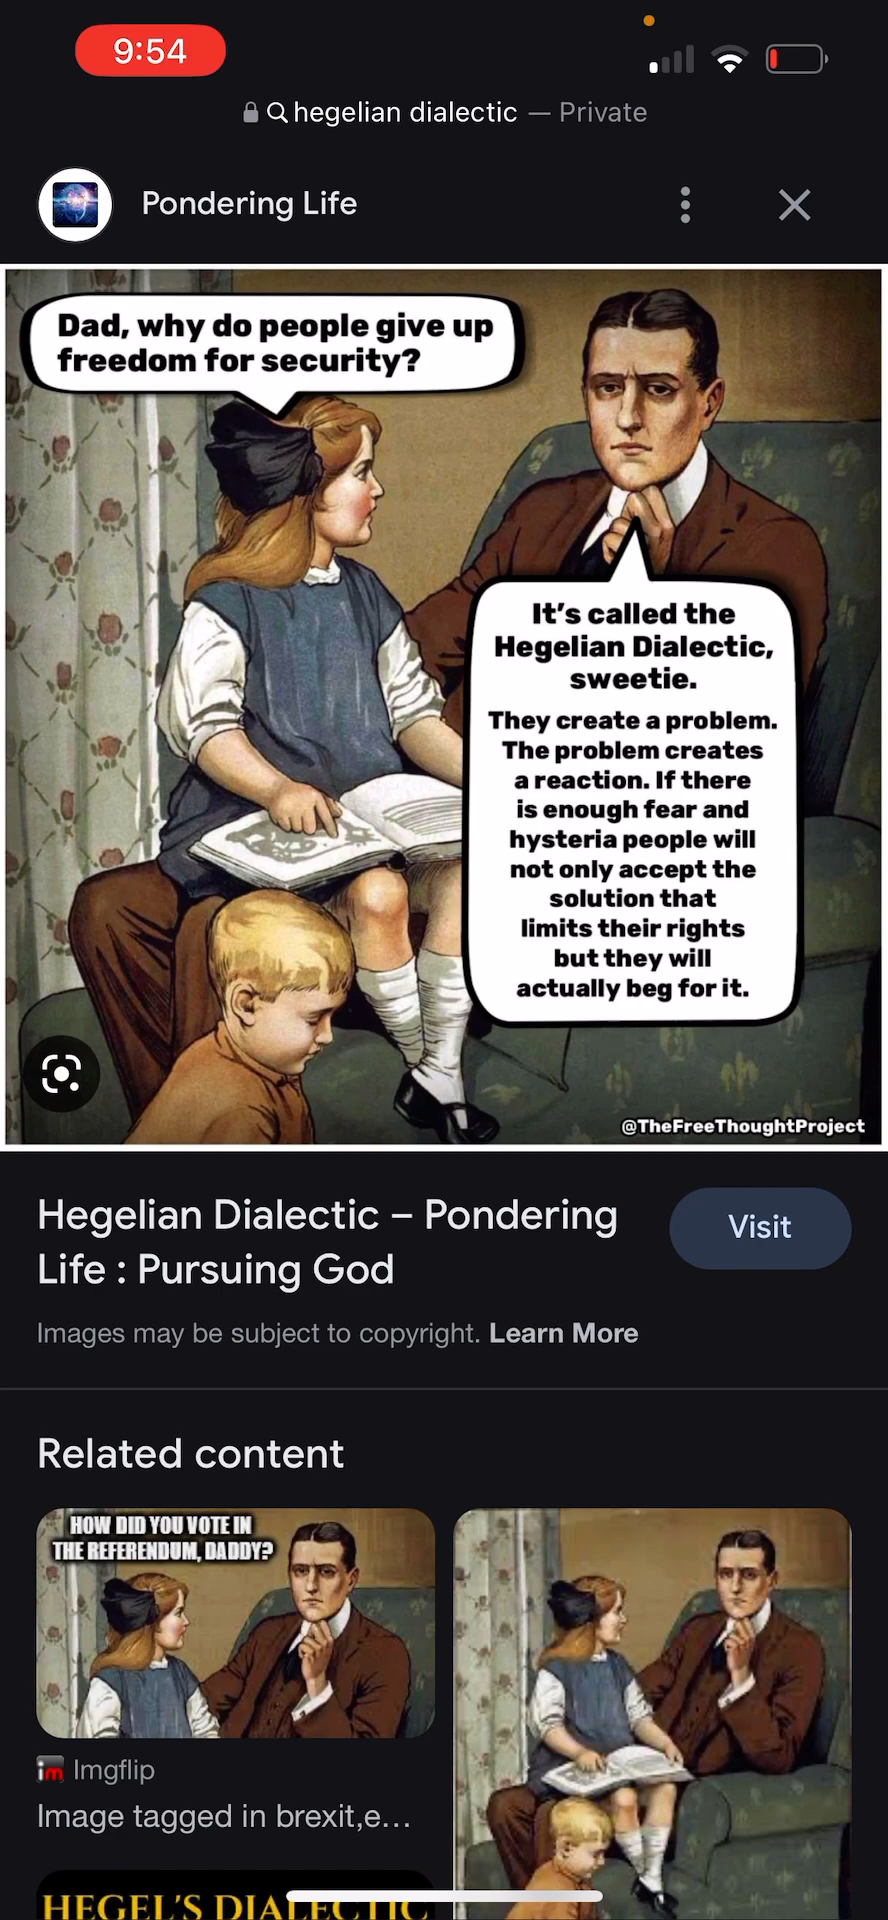 9:54
hegelian dialectic — Private
Pondering Life
Dad, why do people give up
freedom for security?
It's called the
Hegelian Dialectic,
sweetie.
They create a problem.
The problem creates
a reaction. If there
is enough fear and
hysteria people will
not only accept the
solution that
limits their rights
but they will
actually beg for it.
@TheFreeThoughtProject
Hegelian Dialectic – Pondering
Life : Pursuing God
Visit
Images may be subject to copyright. Learn More
Related content
HOW DID YOU VOTE IN
THE REFERENDUM, DADDY?
im Imgflip
Image tagged in brexit,e...
HEGEL'S DIALECTIC